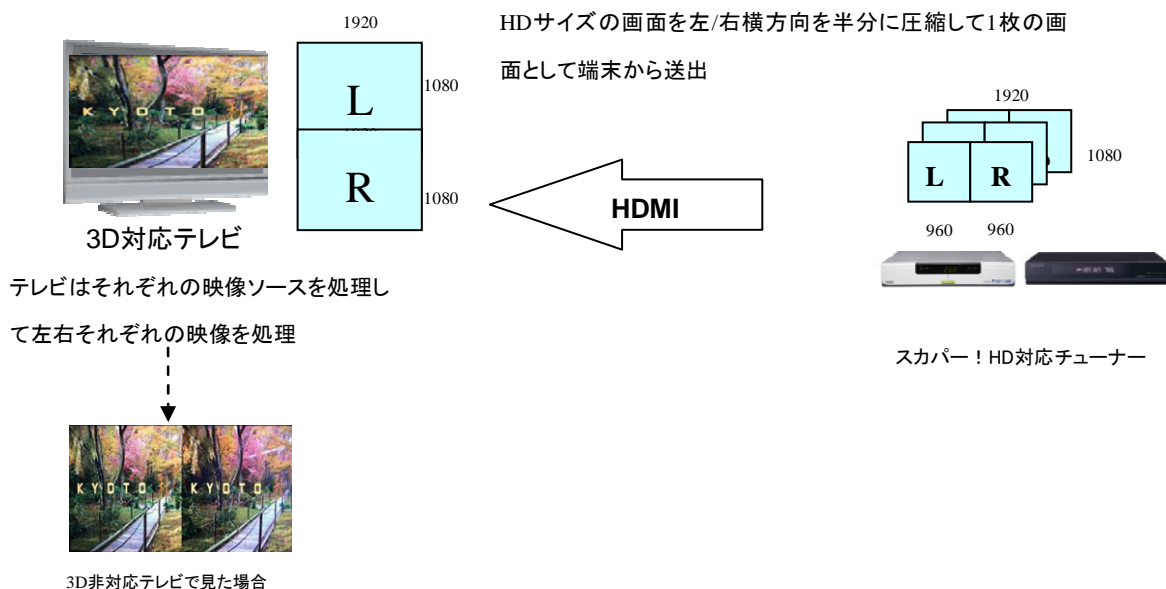 1920
HDサイズの画面を左/右横方向を半分に圧縮して1枚の画
面として端末から送出
L
1080
R
1080
HDMI
1920
1080
L
R
960
960
KYOTO
3D対応テレビ
テレビはそれぞれの映像ソースを処理し
て左右それぞれの映像を処理
スカパー！HD対応チューナー
KYOTO
KYOTO
3D非対応テレビで見た場合